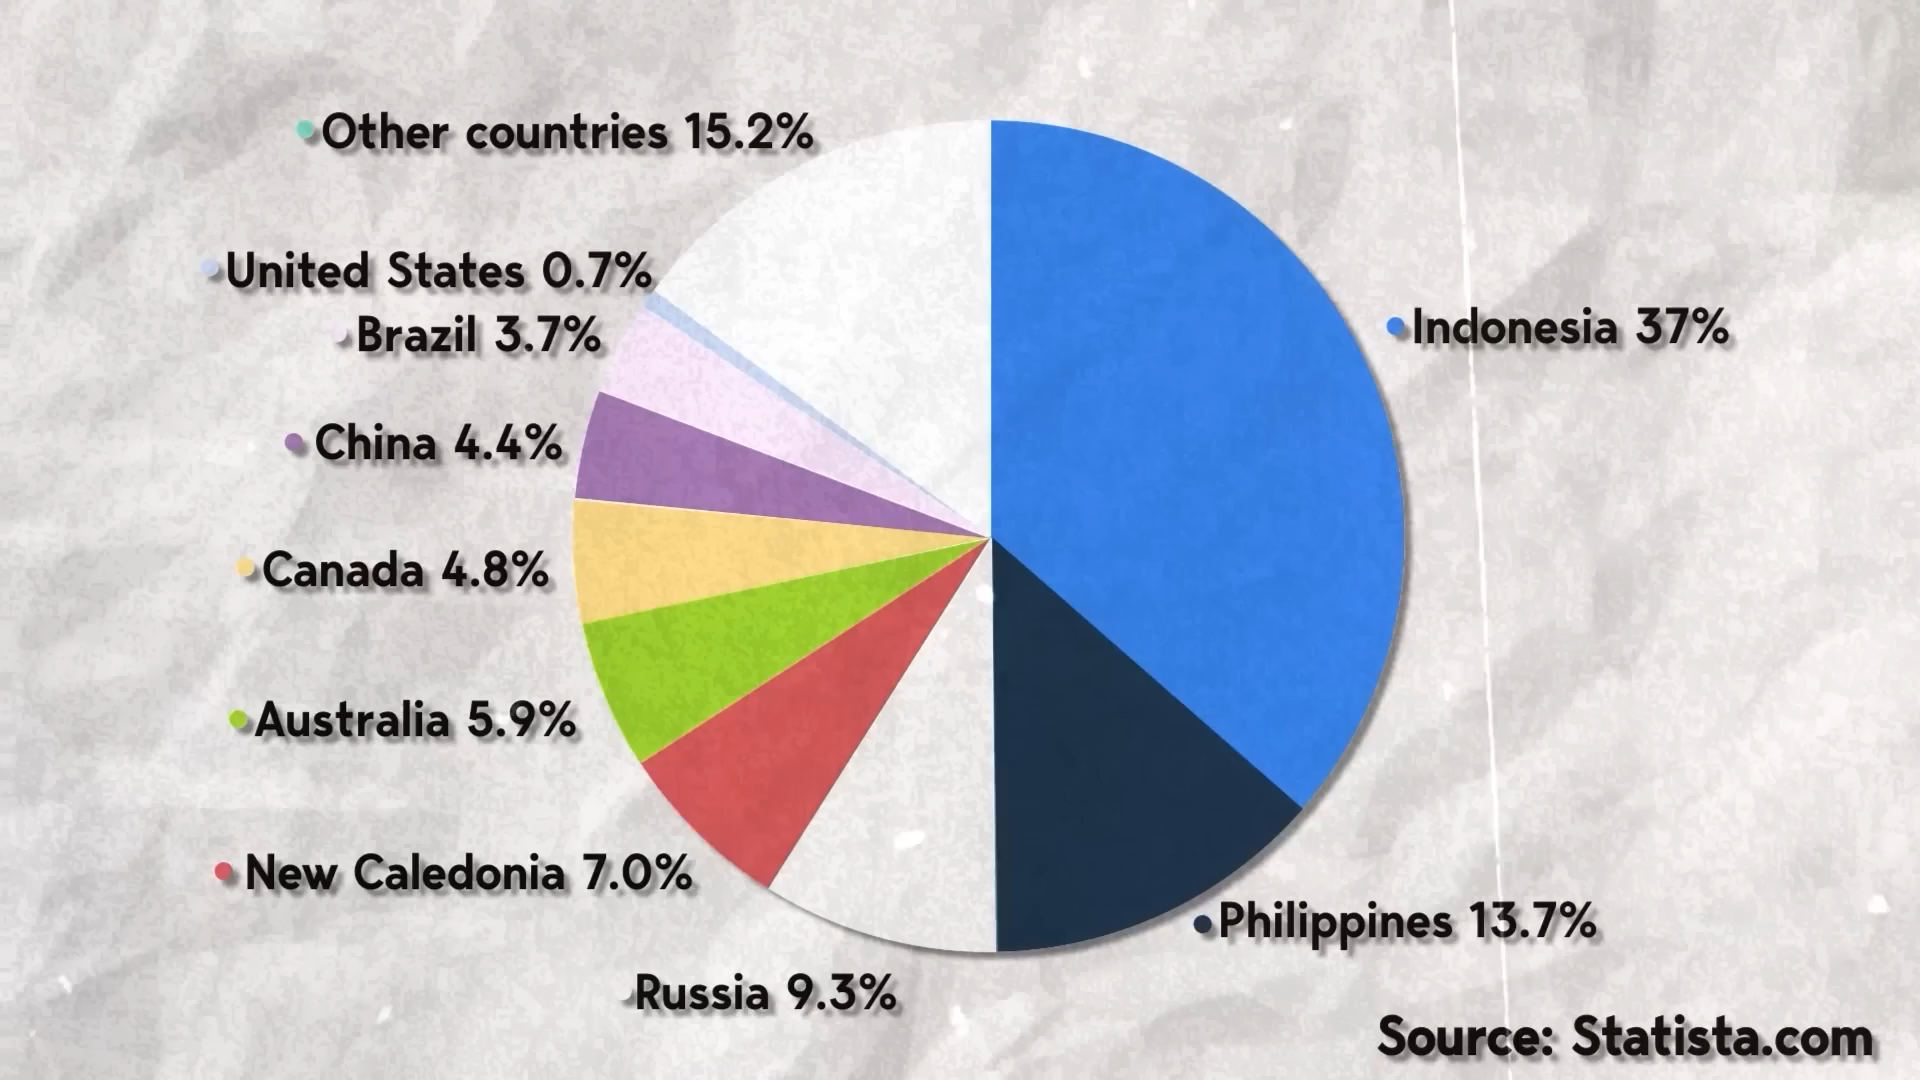 Other countries 15.2%
United States 0.7%
Brazil 3.7%
Indonesia 37%
China 4.4%
Canada 4.8%
Australia 5.9%
New Caledonia 7.0%
Philippines 13.7%
Russia 9.3%
Source: Statista.com